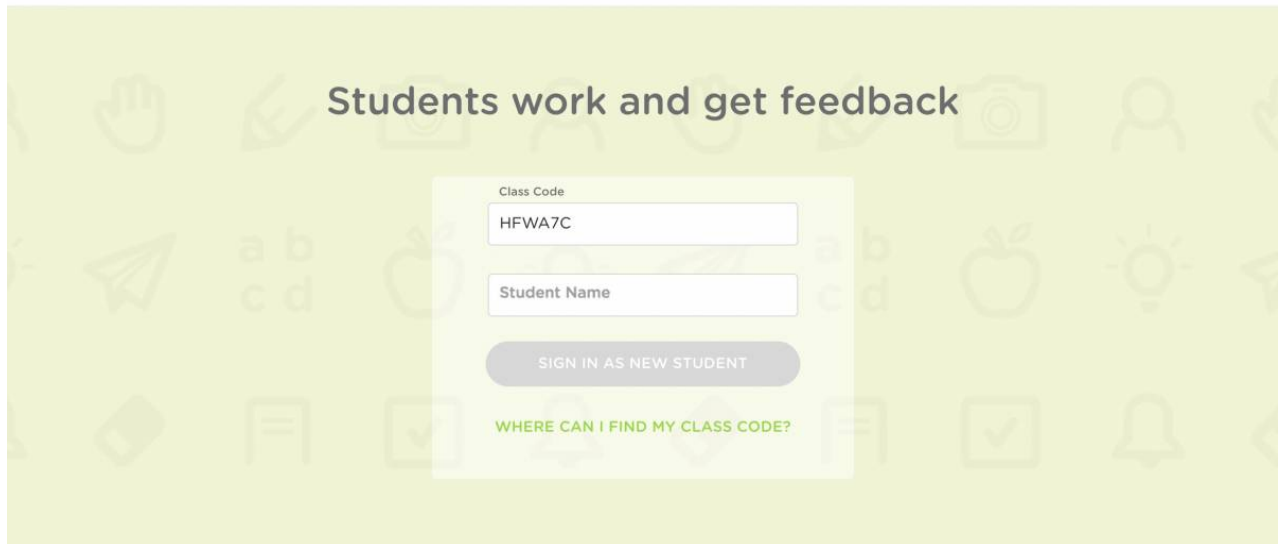 Students work and get feedback
Class Code
HFWA7C
Student Name
SIGN IN AS NEW STUDENT
WHERE CAN I FIND MY CLASS CODE?
a b
c d
a b
c d